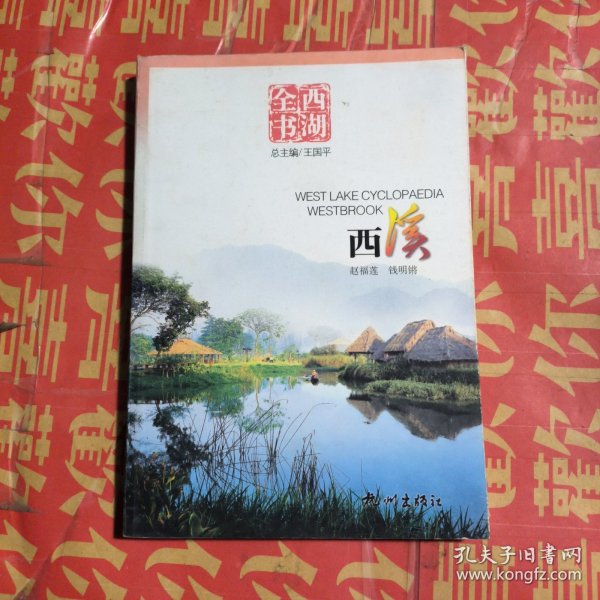 西湖
全书
总主编/王国平
WEST LAKE CYCLOPAEDIA
WESTBROOK
西溪
赵福莲 钱明锵
杭州出版社
孔夫子旧书网
www.kongfz.com